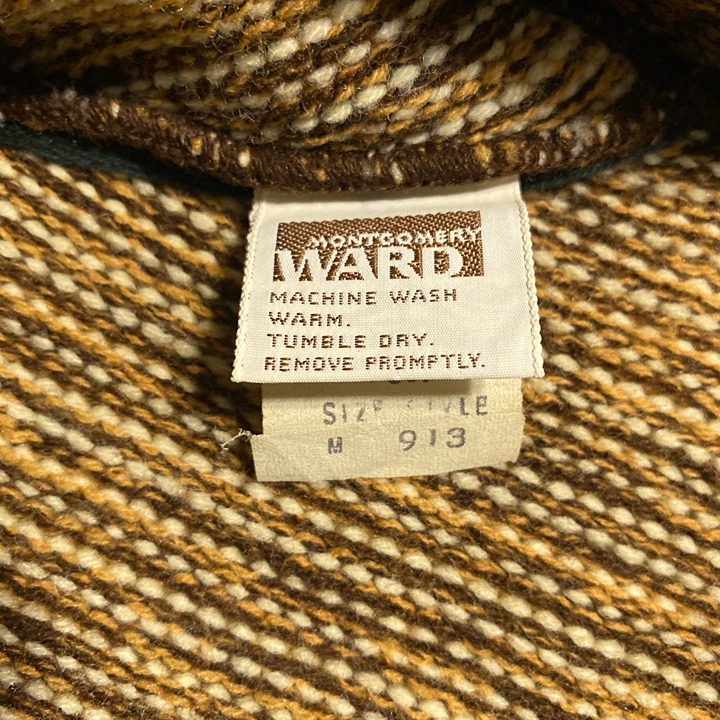 MONTGOMERY
WARD
MACHINE WASH
WARM.
TUMBLE DRY.
REMOVE PROMPTLY.
SIZE STYLE
M 913